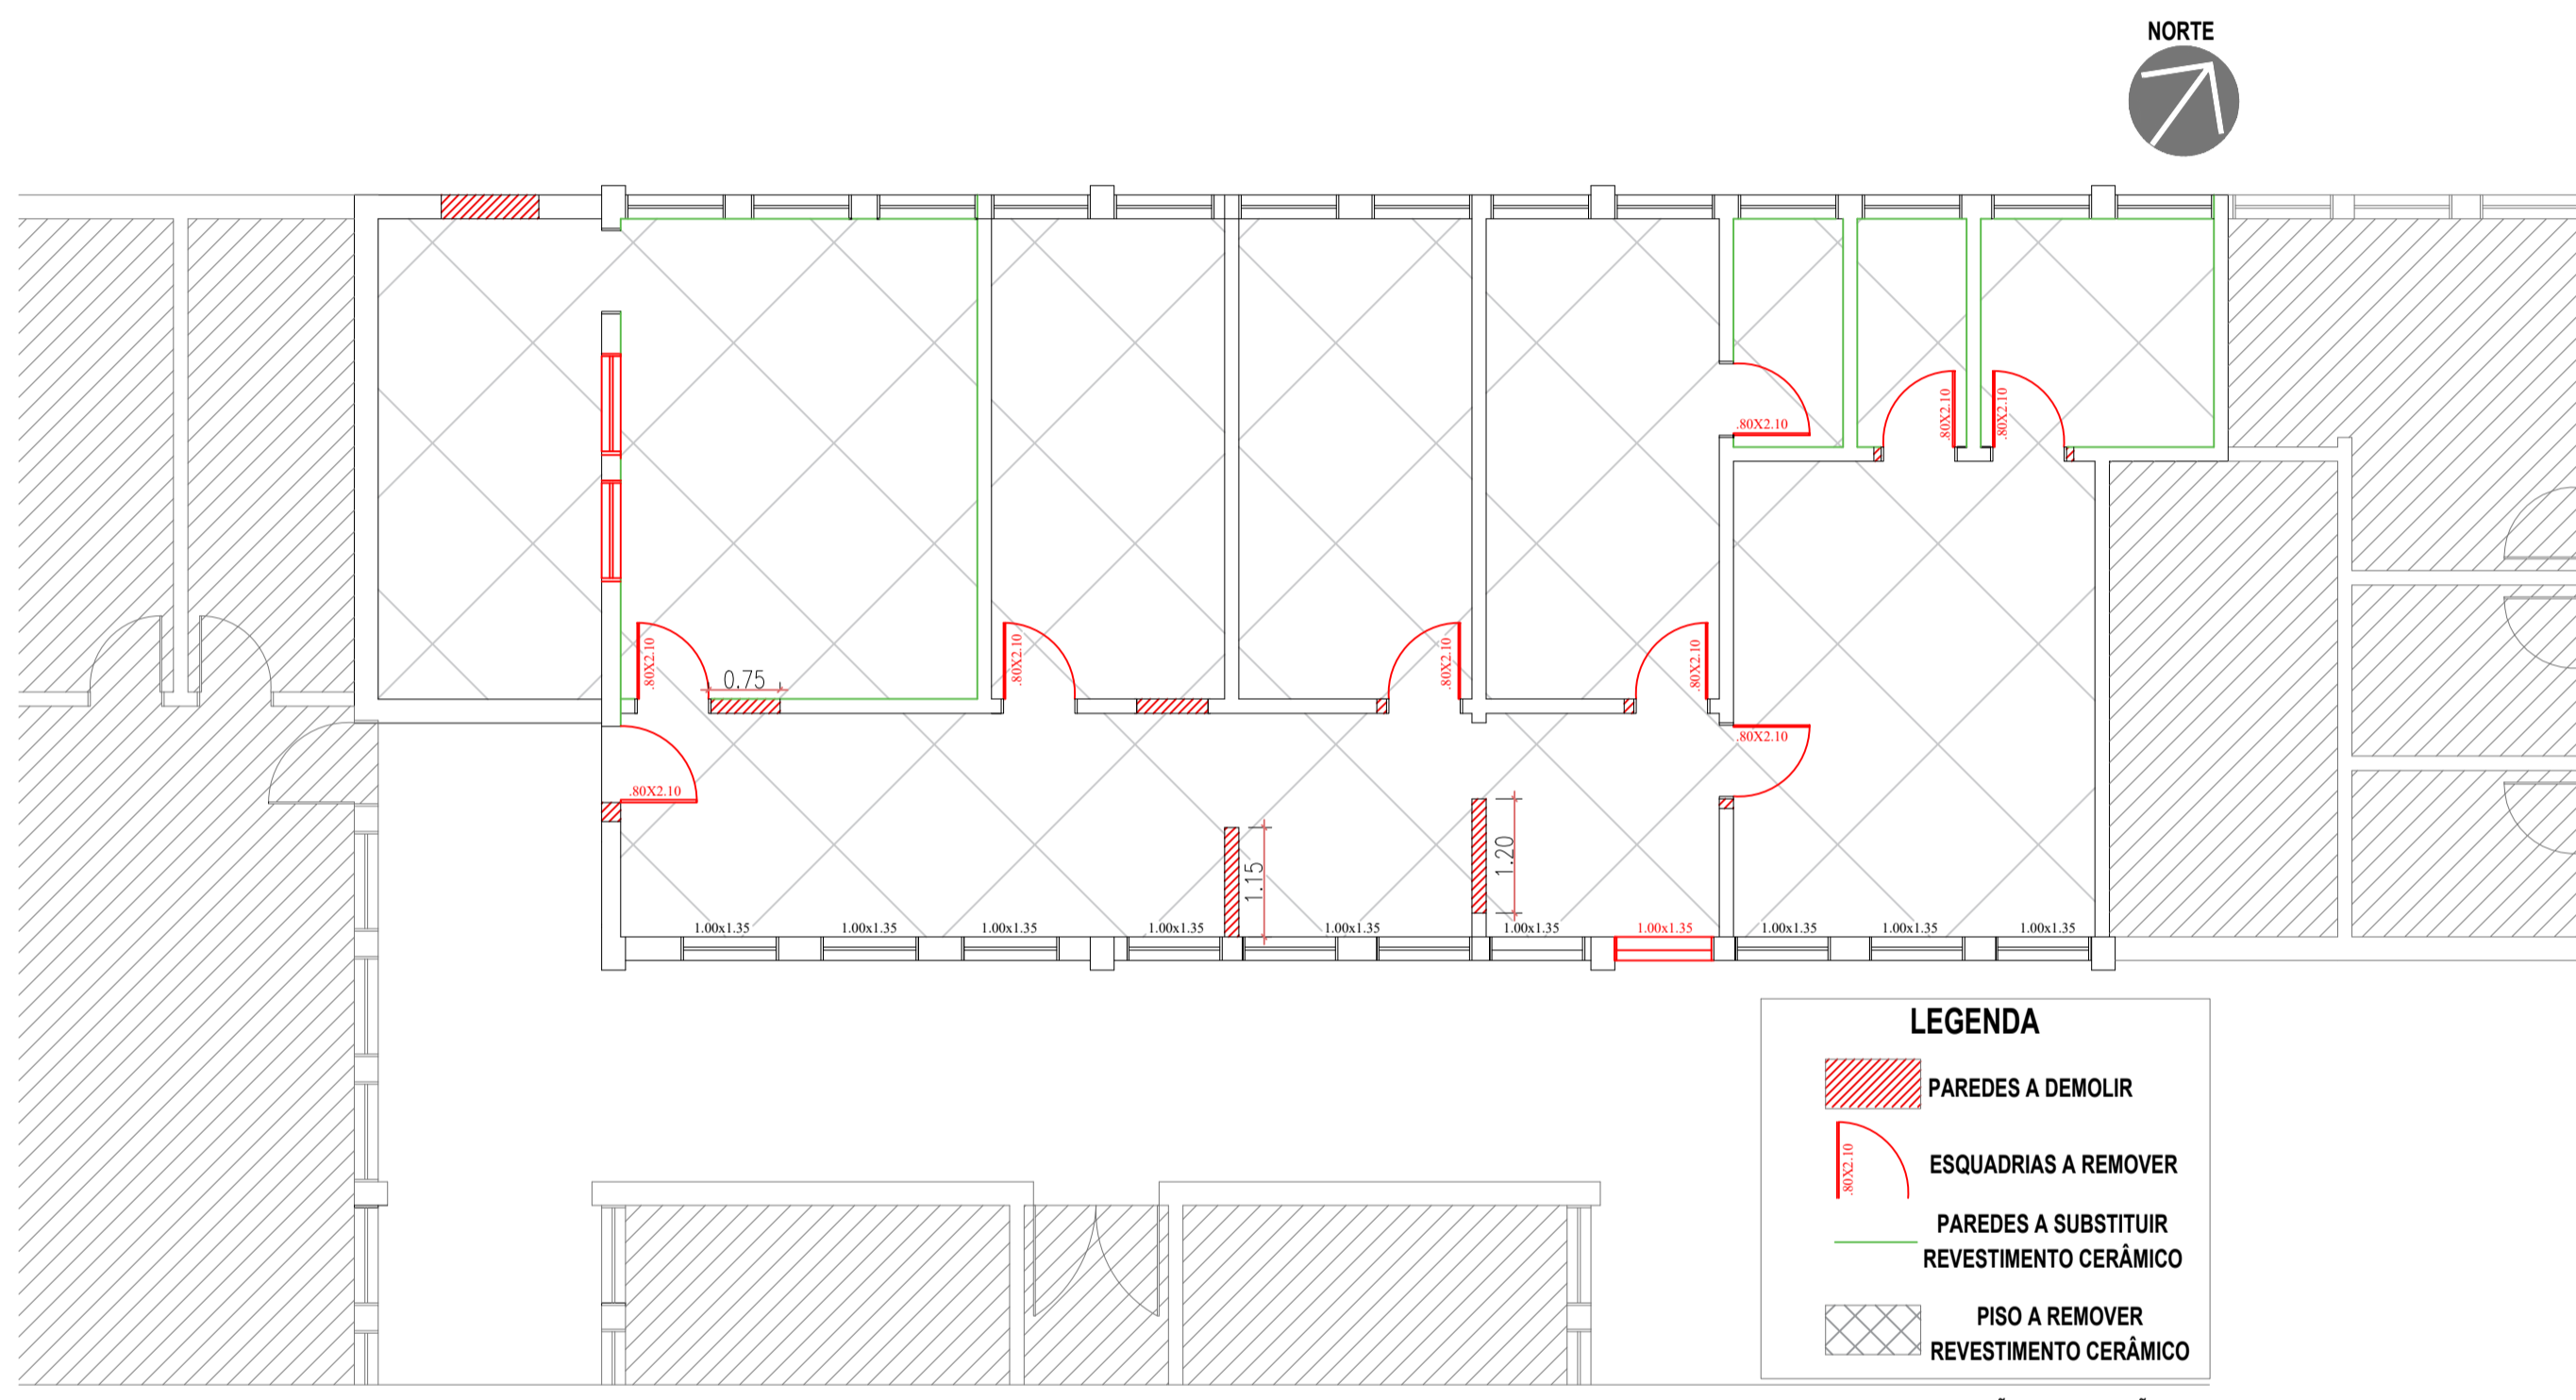 NORTE
.80X2.10
.80X2.10
.80X2.10
.80X2.10
.80X2.10
.80X2.10
.80X2.10
0.75
.80X2.10
.80X2.10
1.15
1.20
1.00x1.35
1.00x1.35
1.00x1.35
1.00x1.35
1.00x1.35
1.00x1.35
1.00x1.35
1.00x1.35
1.00x1.35
1.00x1.35
LEGENDA
PAREDES A DEMOLIR
.80X2.10
ESQUADRIAS A REMOVER
PAREDES A SUBSTITUIR
REVESTIMENTO CERÂMICO
PISO A REMOVER
REVESTIMENTO CERÂMICO